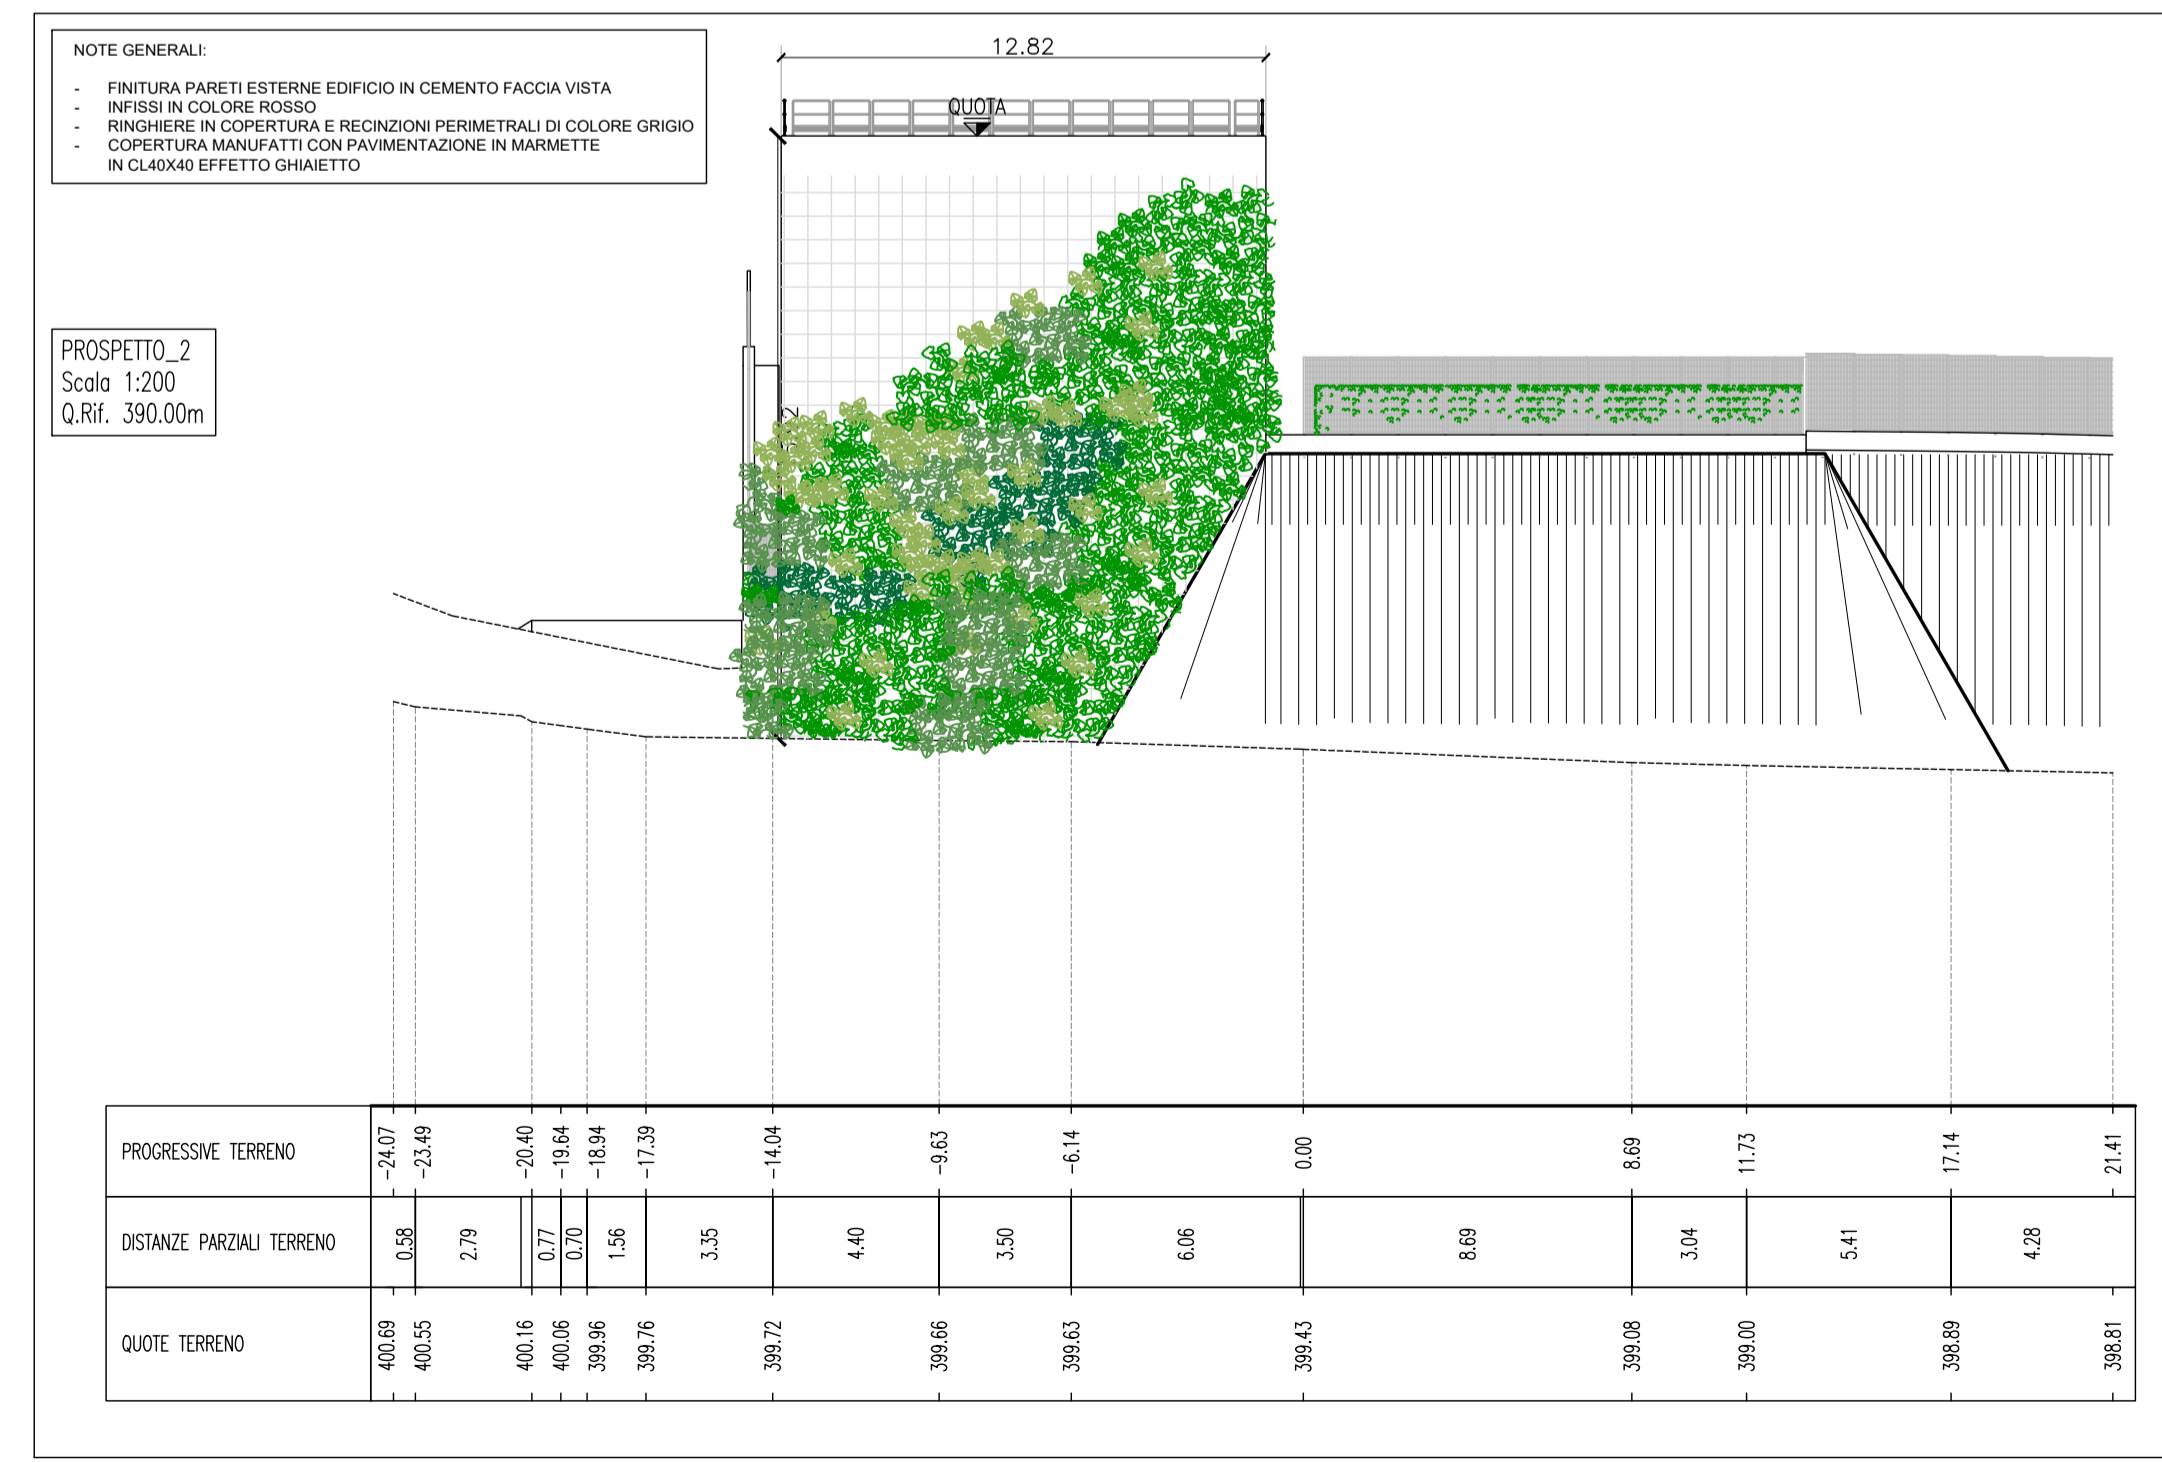 NOTE GENERALI:
- FINITURA PARETI ESTERNE EDIFICIO IN CEMENTO FACCIA VISTA
- INFISSI IN COLORE ROSSO
- RINGHIERE IN COPERTURA E RECINZIONI PERIMETRALI DI COLORE GRIGIO
- COPERTURA MANUFATTI CON PAVIMENTAZIONE IN MARMETTE
IN CL40X40 EFFETTO GHIAIETTO
12.82
QUOTA
PROSPETTO_2
Scala 1:200
Q.Rif. 390.00m
PROGRESSIVE TERRENO -24.07 -23.49 -20.40 -19.64 -18.94 -17.39 -14.04 -9.63 -6.14 0.00 8.69 11.73 17.14 21.41
DISTANZE PARZIALI TERRENO 0.58 2.79 0.77 0.70 1.56 3.35 4.40 3.50 6.06 8.69 3.04 5.41 4.28
QUOTE TERRENO 400.69 400.55 400.16 400.06 399.96 399.76 399.72 399.66 399.63 399.43 399.08 399.00 398.89 398.81